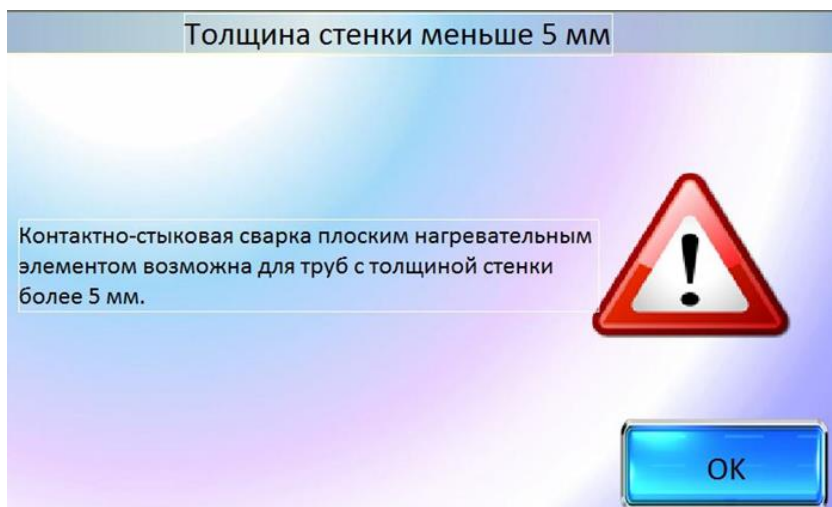 Толщина стенки меньше 5 мм
Контактно-стыковая сварка плоским нагревательным
элементом возможна для труб с толщиной стенки
более 5 мм.
OK